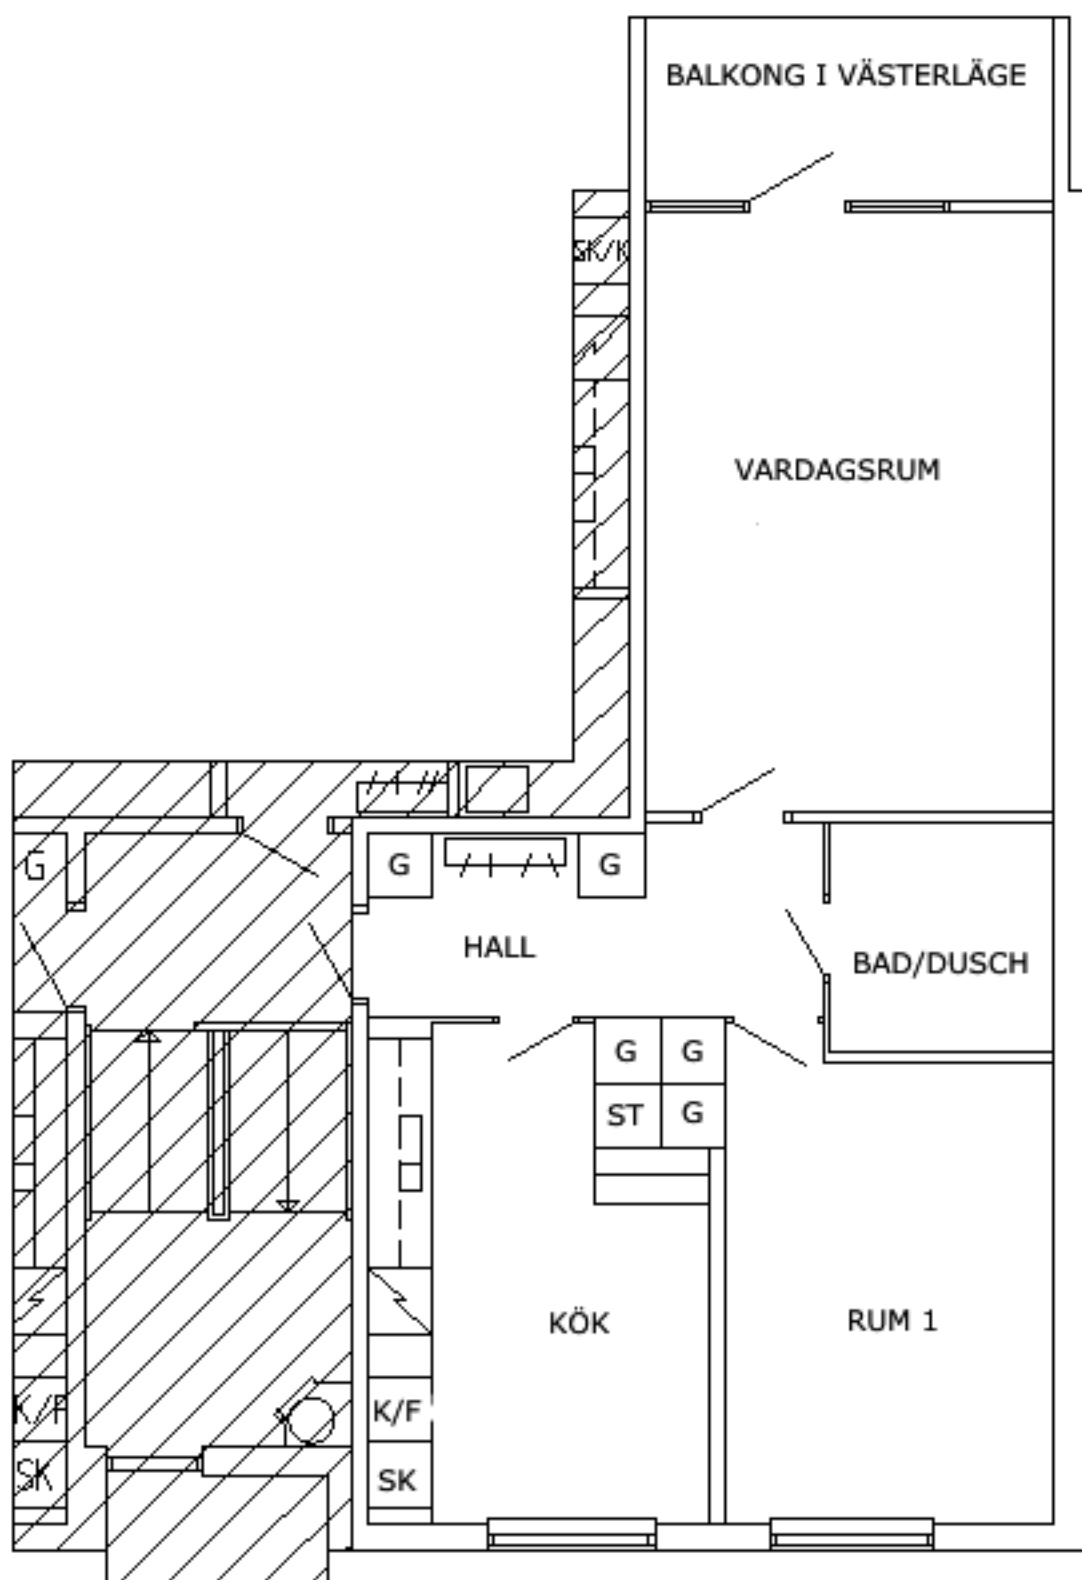 BALKONG I VÄSTERLÄGE
SK/K
VARDAGSRUM
G
G
G
HALL
BAD/DUSCH
G
G
ST
G
KÖK
RUM 1
K/F
K/F
SK
SK